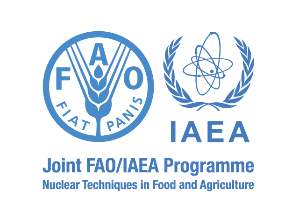 FAO
FIAT PANIS
IAEA
Joint FAO/IAEA Programme
Nuclear Techniques in Food and Agriculture